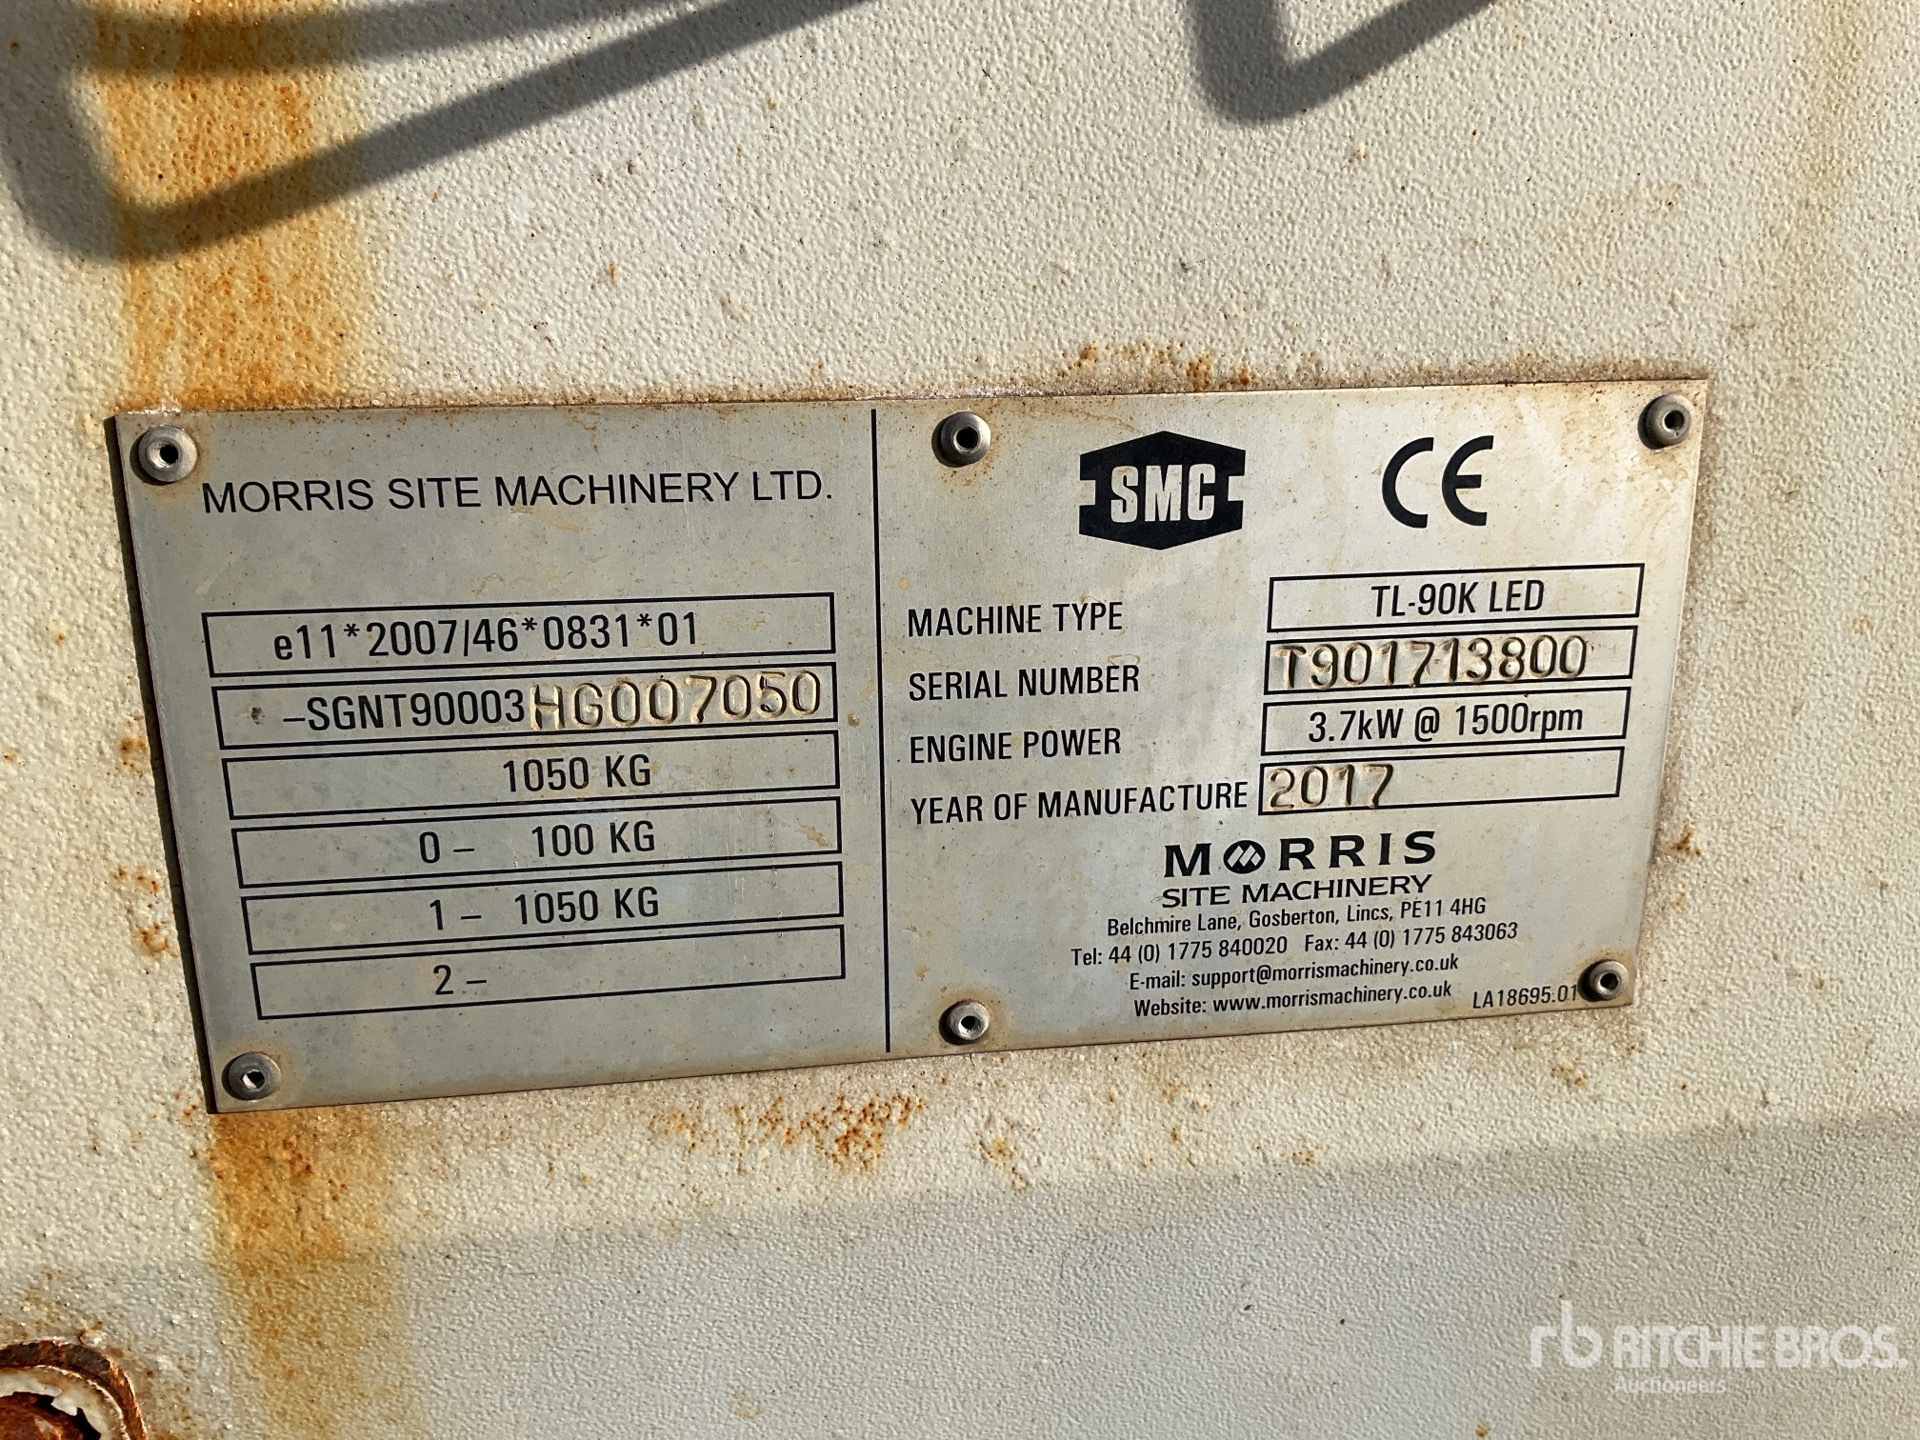 MORRIS SITE MACHINERY LTD.
e11*2007/46*0831*01
-SGNT90003HG007050
1050 KG
0 - 100 KG
1 - 1050 KG
2 -
SMC CE
MACHINE TYPE TL-90K LED
SERIAL NUMBER T901713800
ENGINE POWER 3.7kW @ 1500rpm
YEAR OF MANUFACTURE 2017
MORRIS
SITE MACHINERY
Belchmire Lane, Gosberton, Lincs, PE11 4HG
Tel: 44 (0) 1775 840020 Fax: 44 (0) 1775 843063
E-mail: support@morrismachinery.co.uk
Website: www.morrismachinery.co.uk
LA18695.01
rb RITCHIE BROS.
Auctioneers